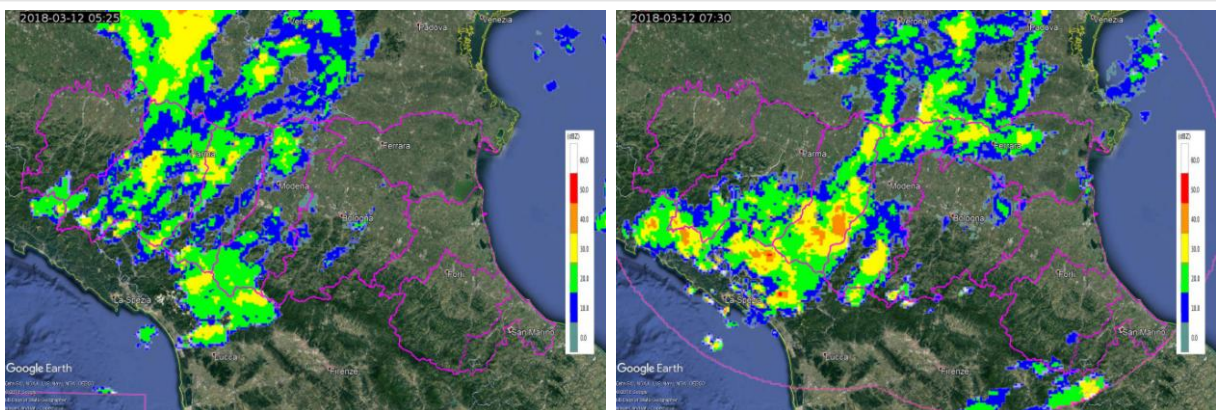 2018-03-12 05:25
Verona
Padova
Venezia
Parma
Ferrara
Modena
Bologna
La Spezia
Forlì
San Marino
Lucca
Firenze
(dBZ)
60.0
50.0
40.0
30.0
20.0
10.0
0.0
Google Earth
2018-03-12 07:30
Verona
Padova
Venezia
Parma
Ferrara
Modena
Bologna
La Spezia
Forlì
San Marino
Lucca
Firenze
(dBZ)
60.0
50.0
40.0
30.0
20.0
10.0
0.0
Google Earth